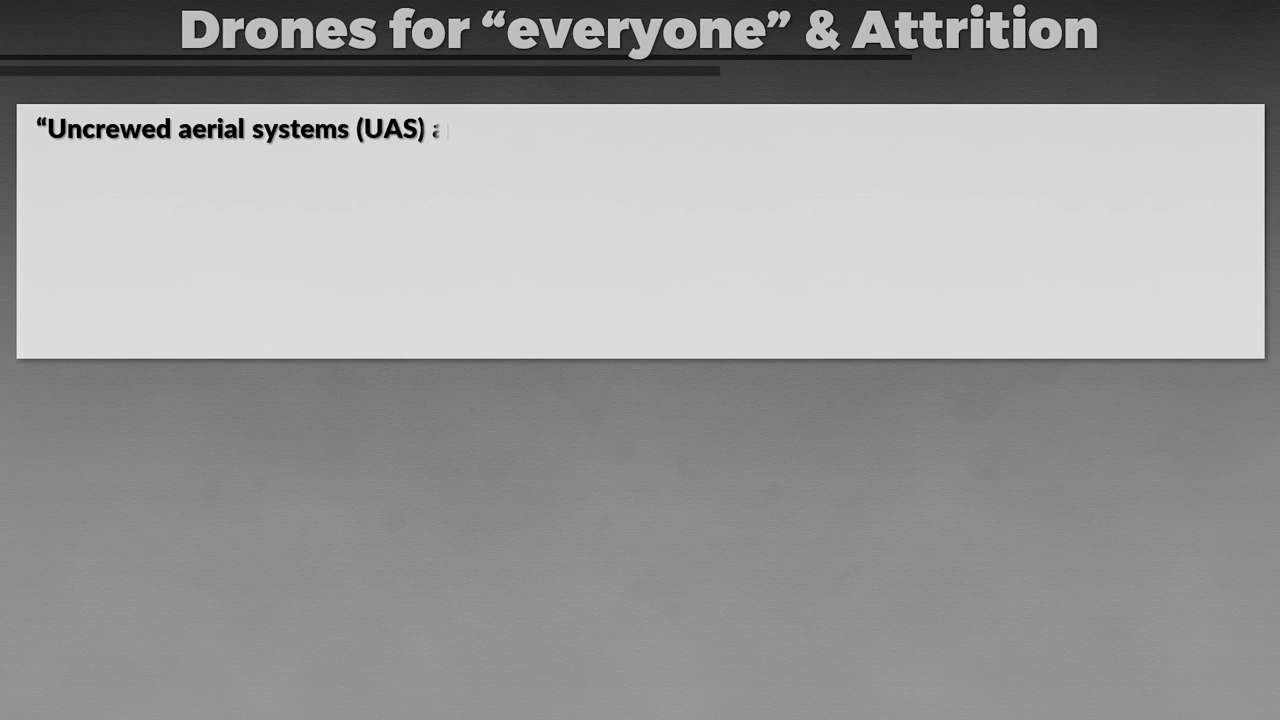 Drones for “everyone” & Attrition
“Uncrewed aerial systems (UAS)